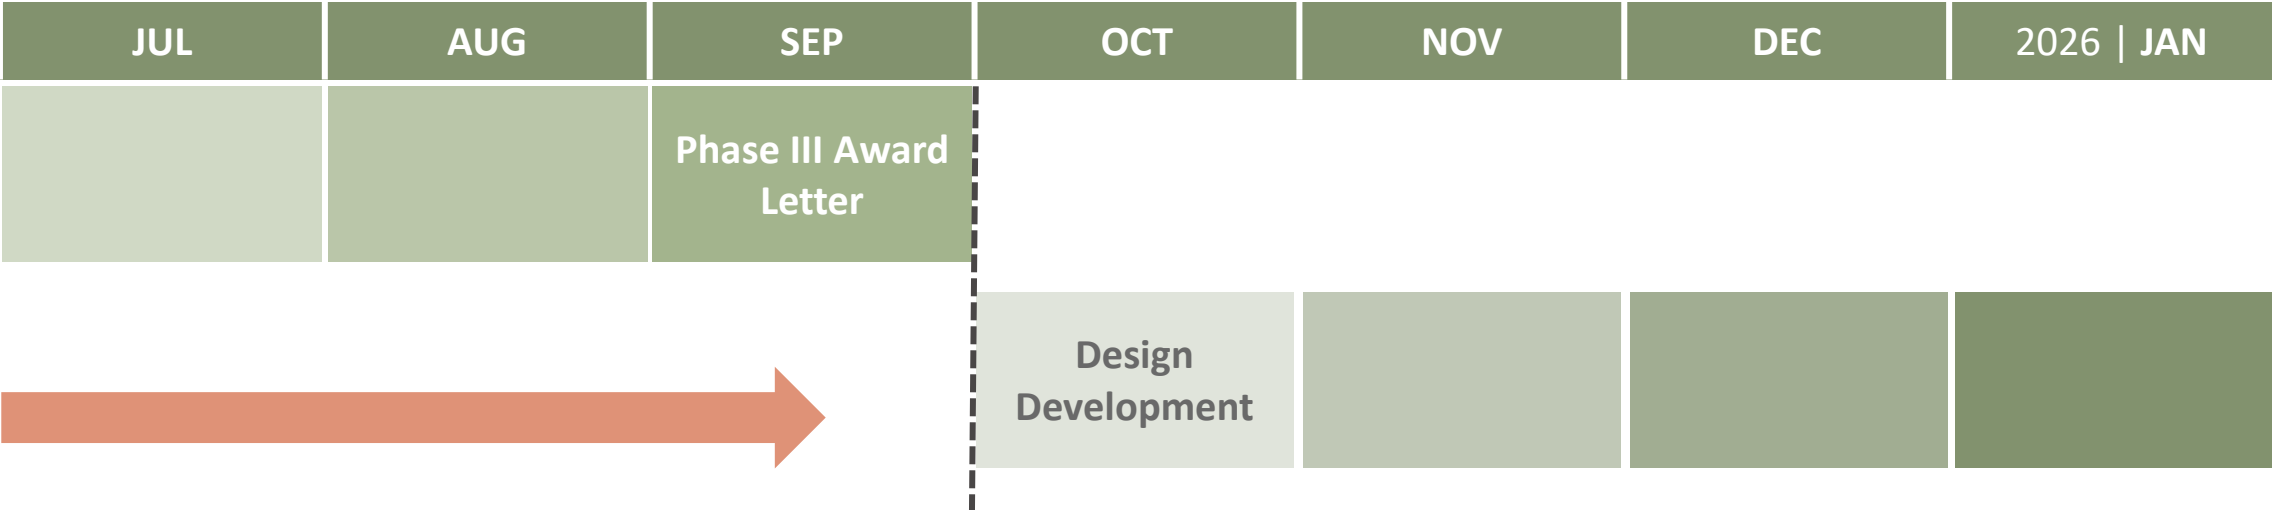 JUL AUG SEP OCT NOV DEC 2026 | JAN
Phase III Award
Letter
Design
Development